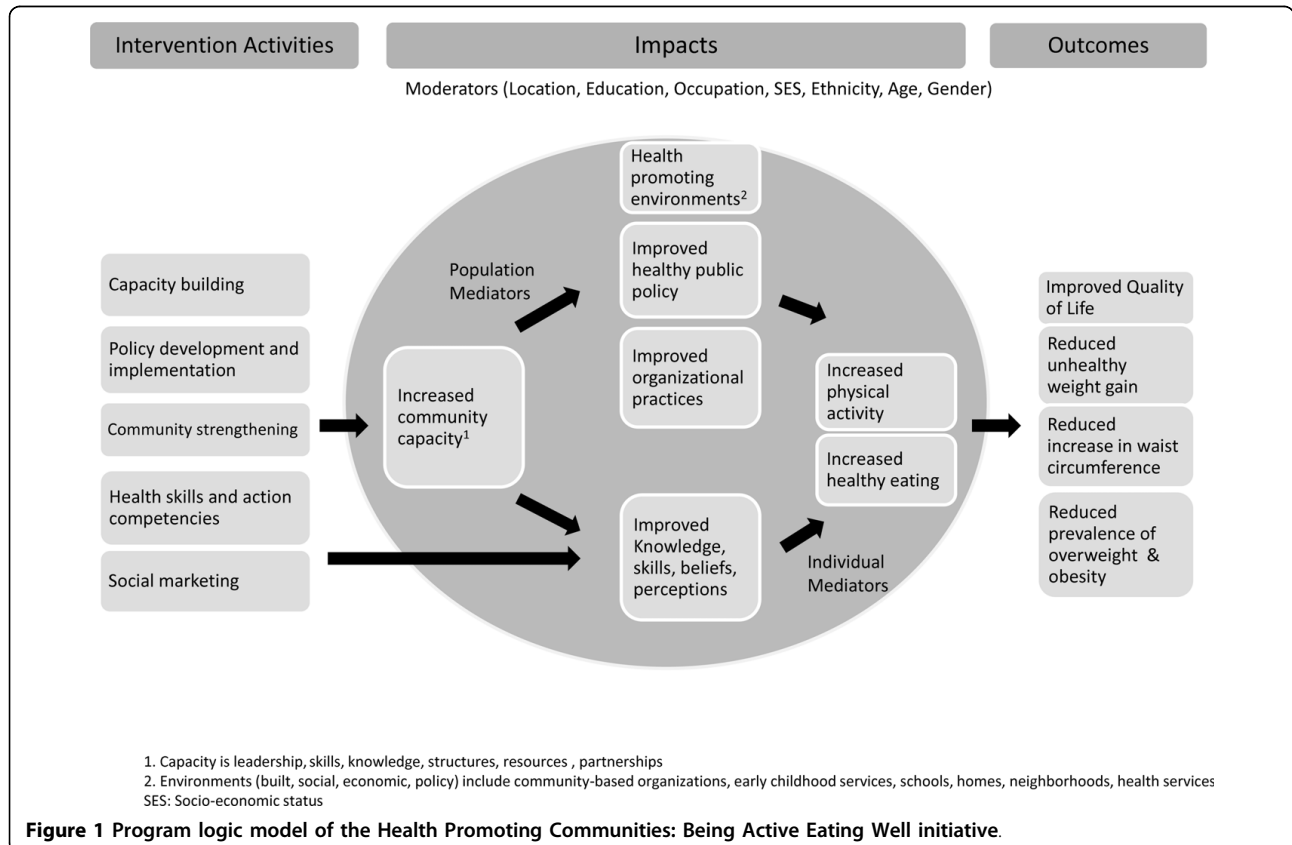 Intervention Activities
Impacts
Outcomes
Moderators (Location, Education, Occupation, SES, Ethnicity, Age, Gender)
Capacity building
Policy development and
implementation
Community strengthening
Health skills and action
competencies
Social marketing
Population
Mediators
Increased
community
capacity1
Health
promoting
environments2
Improved
healthy public
policy
Improved
organizational
practices
Improved
Knowledge,
skills, beliefs,
perceptions
Increased
physical
activity
Increased
healthy eating
Individual
Mediators
Improved Quality
of Life
Reduced
unhealthy
weight gain
Reduced
increase in waist
circumference
Reduced
prevalence of
overweight &
obesity
1. Capacity is leadership, skills, knowledge, structures, resources , partnerships
2. Environments (built, social, economic, policy) include community-based organizations, early childhood services, schools, homes, neighborhoods, health services
SES: Socio-economic status
Figure 1 Program logic model of the Health Promoting Communities: Being Active Eating Well initiative.